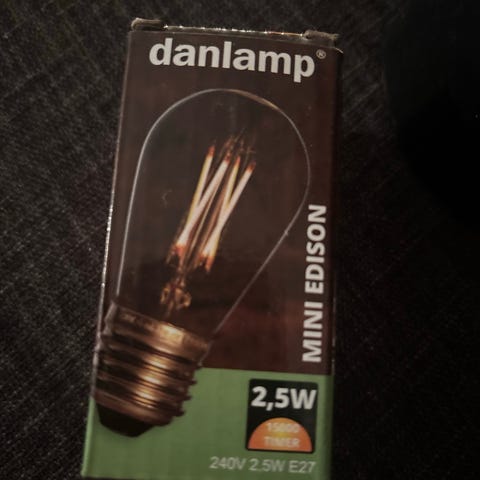 danlamp®
MINI EDISON
2,5W
15000
TIMER
240V 2,5W E27